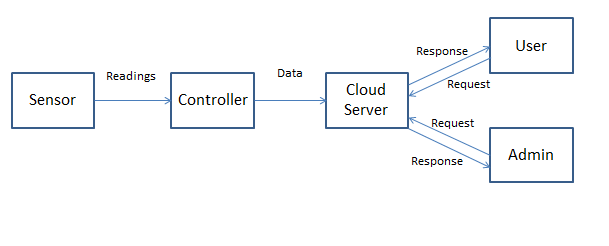 Sensor
Readings
Controller
Data
Cloud
Server
Response
Request
User
Request
Response
Admin